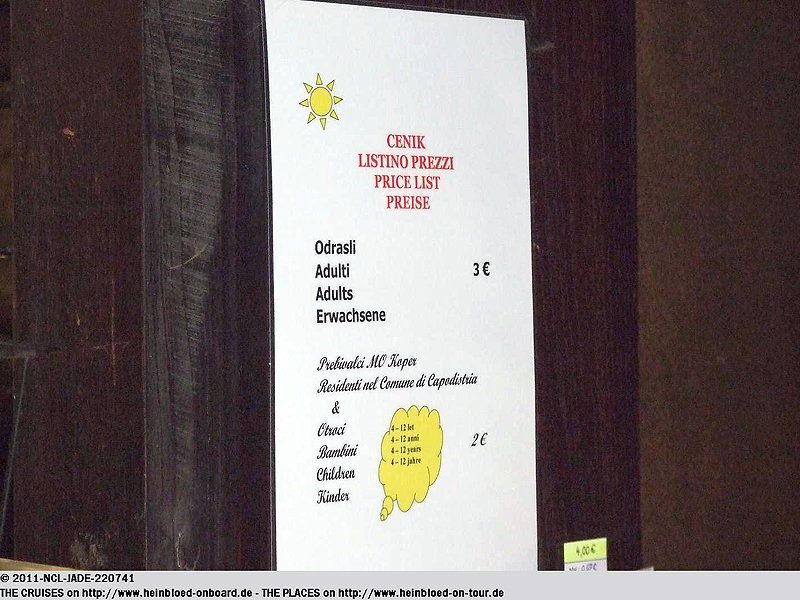 CENIK
LISTINO PREZZI
PRICE LIST
PREISE
Odrasli
Adulti
Adults
Erwachsene
3 €
Prebivalci MO Koper
Residenti nel Comune di Capodistria
&
Otroci
Bambini
Children
Kinder
4 – 12 let
4 – 12 anni
4 – 12 years
4 – 12 jahre
2 €
4,00 €
© 2011-NCL-JADE-220741
THE CRUISES on http://www.heinbloed-onboard.de - THE PLACES on http://www.heinbloed-on-tour.de